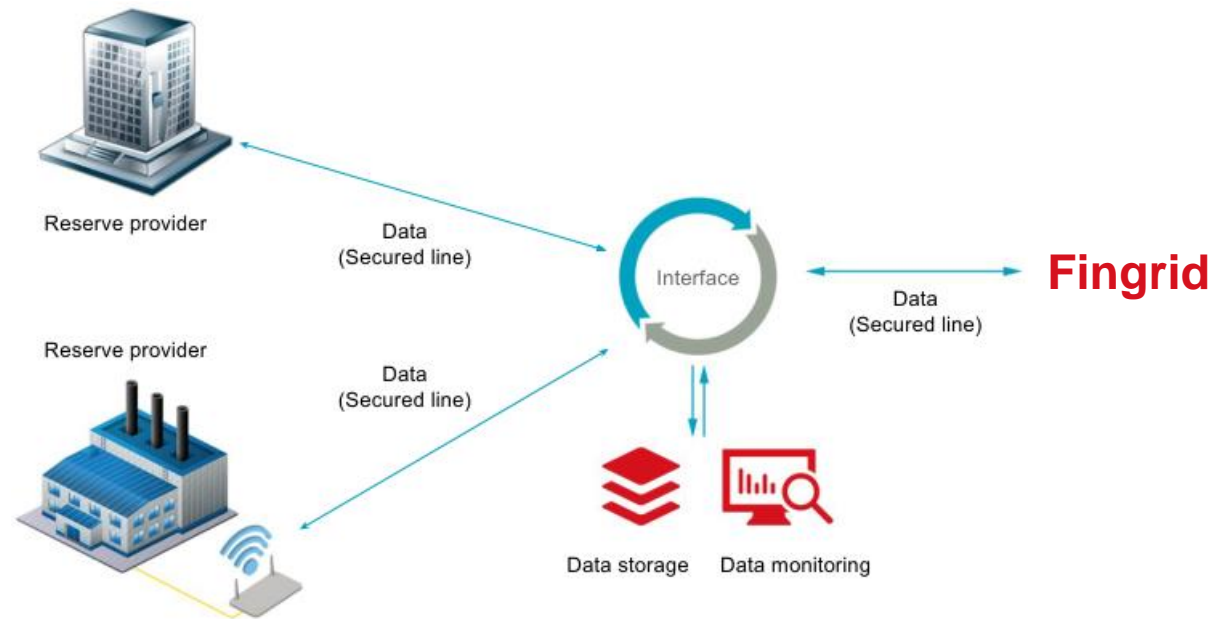 Reserve provider
Data
(Secured line)
Interface
Fingrid
Data
(Secured line)
Reserve provider
Data
(Secured line)
Data storage
Data monitoring